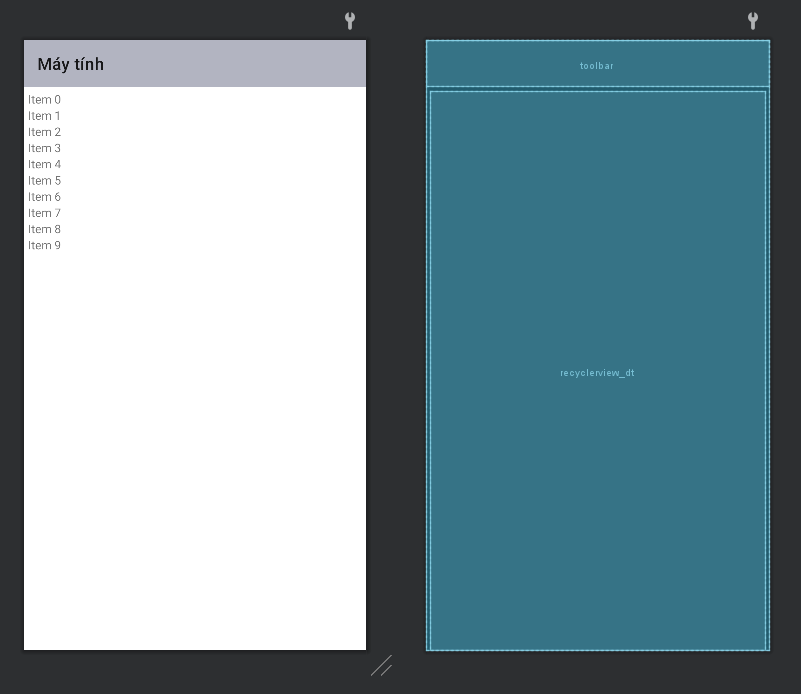 Máy tính
Item 0
Item 1
Item 2
Item 3
Item 4
Item 5
Item 6
Item 7
Item 8
Item 9
toolbar
recyclerview_dt